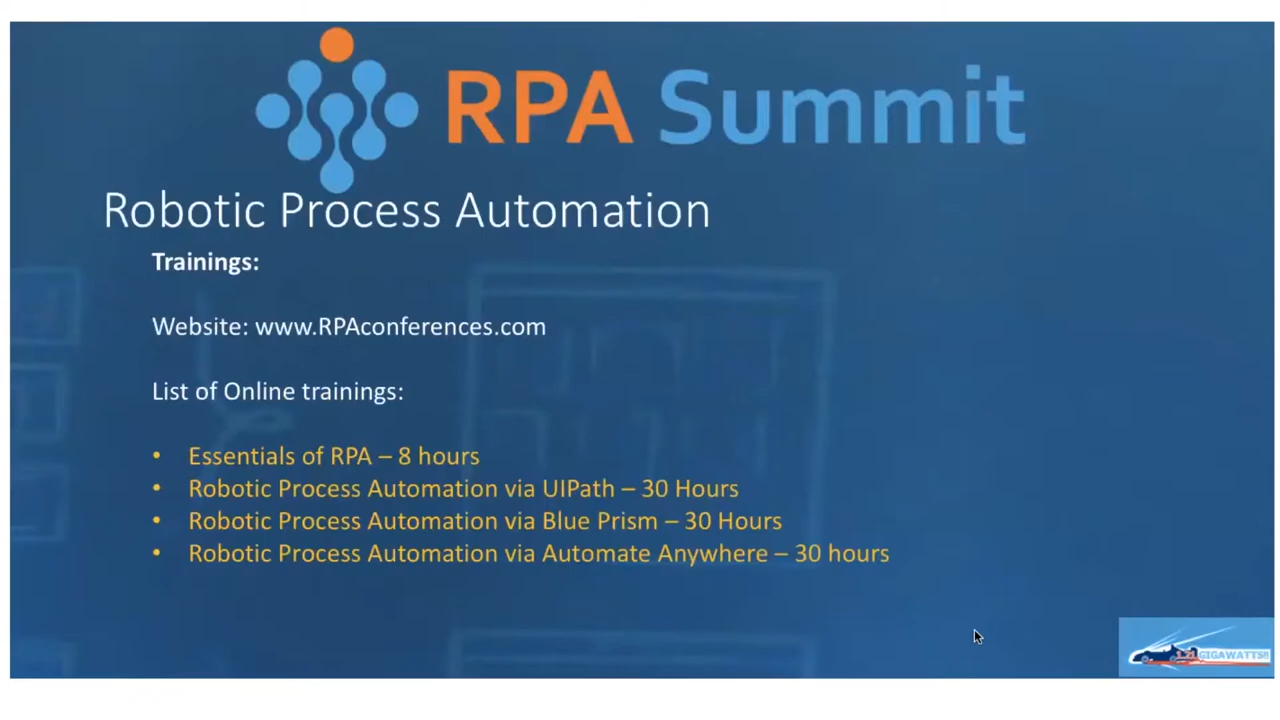 RPA Summit
Robotic Process Automation
Trainings:
Website: www.RPAconferences.com
List of Online trainings:
• Essentials of RPA – 8 hours
• Robotic Process Automation via UIPath – 30 Hours
• Robotic Process Automation via Blue Prism – 30 Hours
• Robotic Process Automation via Automate Anywhere – 30 hours
1.21 GIGAWATTS!!